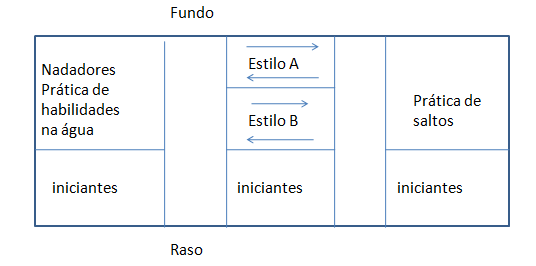 Fundo
Nadadores
Prática de
habilidades
na água
Estilo A
Estilo B
Prática de
saltos
iniciantes
iniciantes
iniciantes
Raso